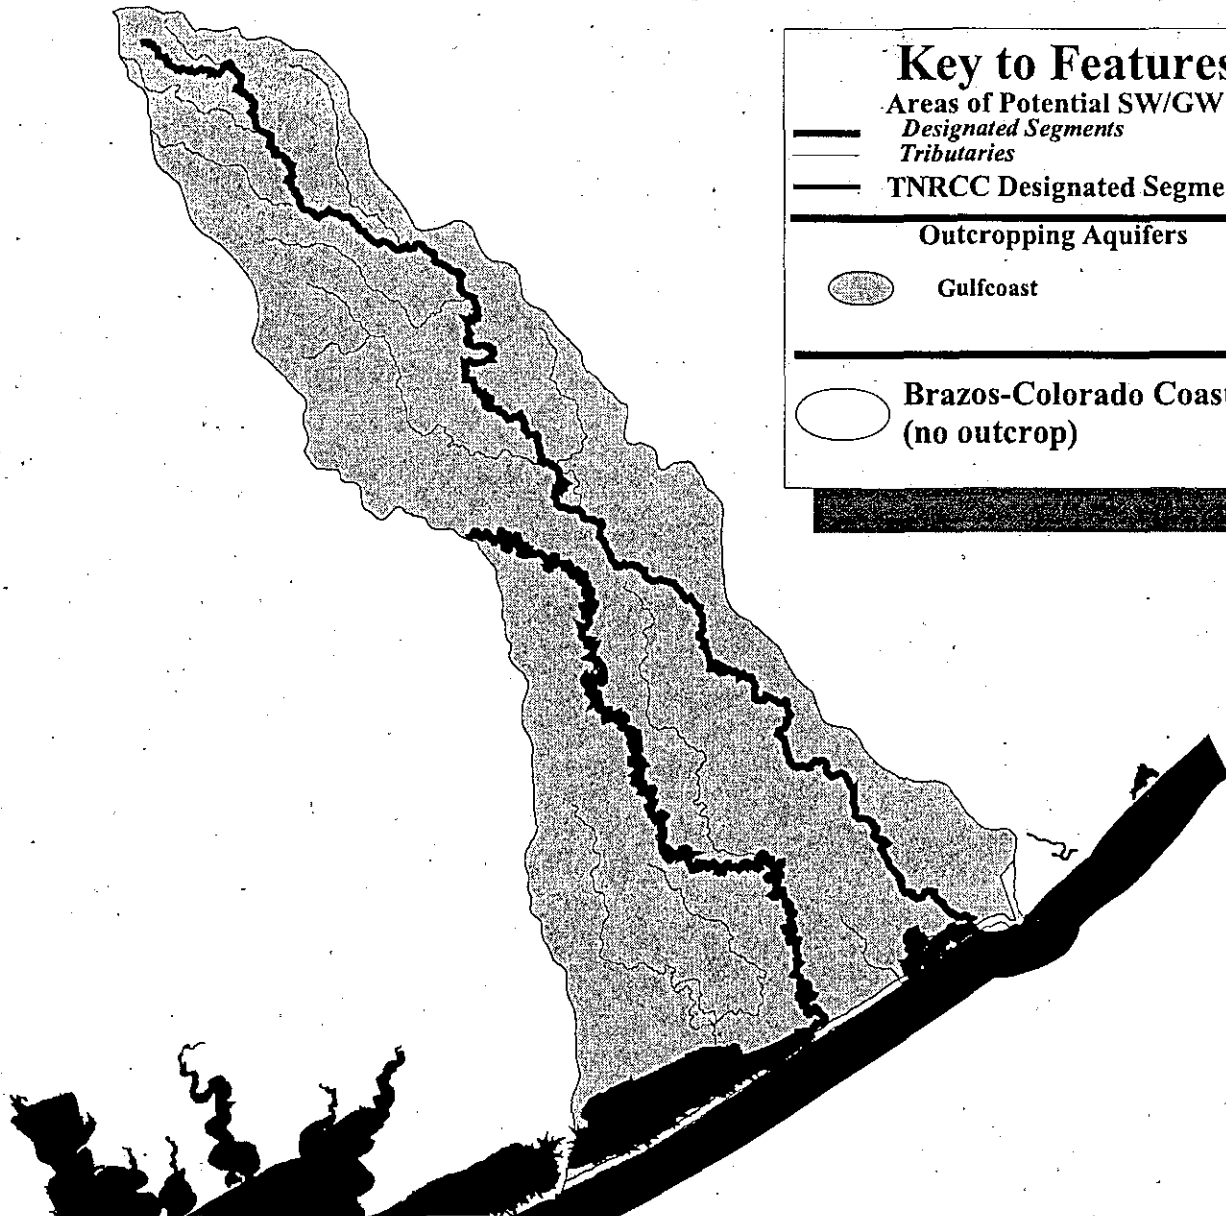 Key to Features
Areas of Potential SW/GW
Designated Segments
Tributaries
TNRCC Designated Segme
Outcropping Aquifers
Gulfcoast
Brazos-Colorado Coast
(no outcrop)